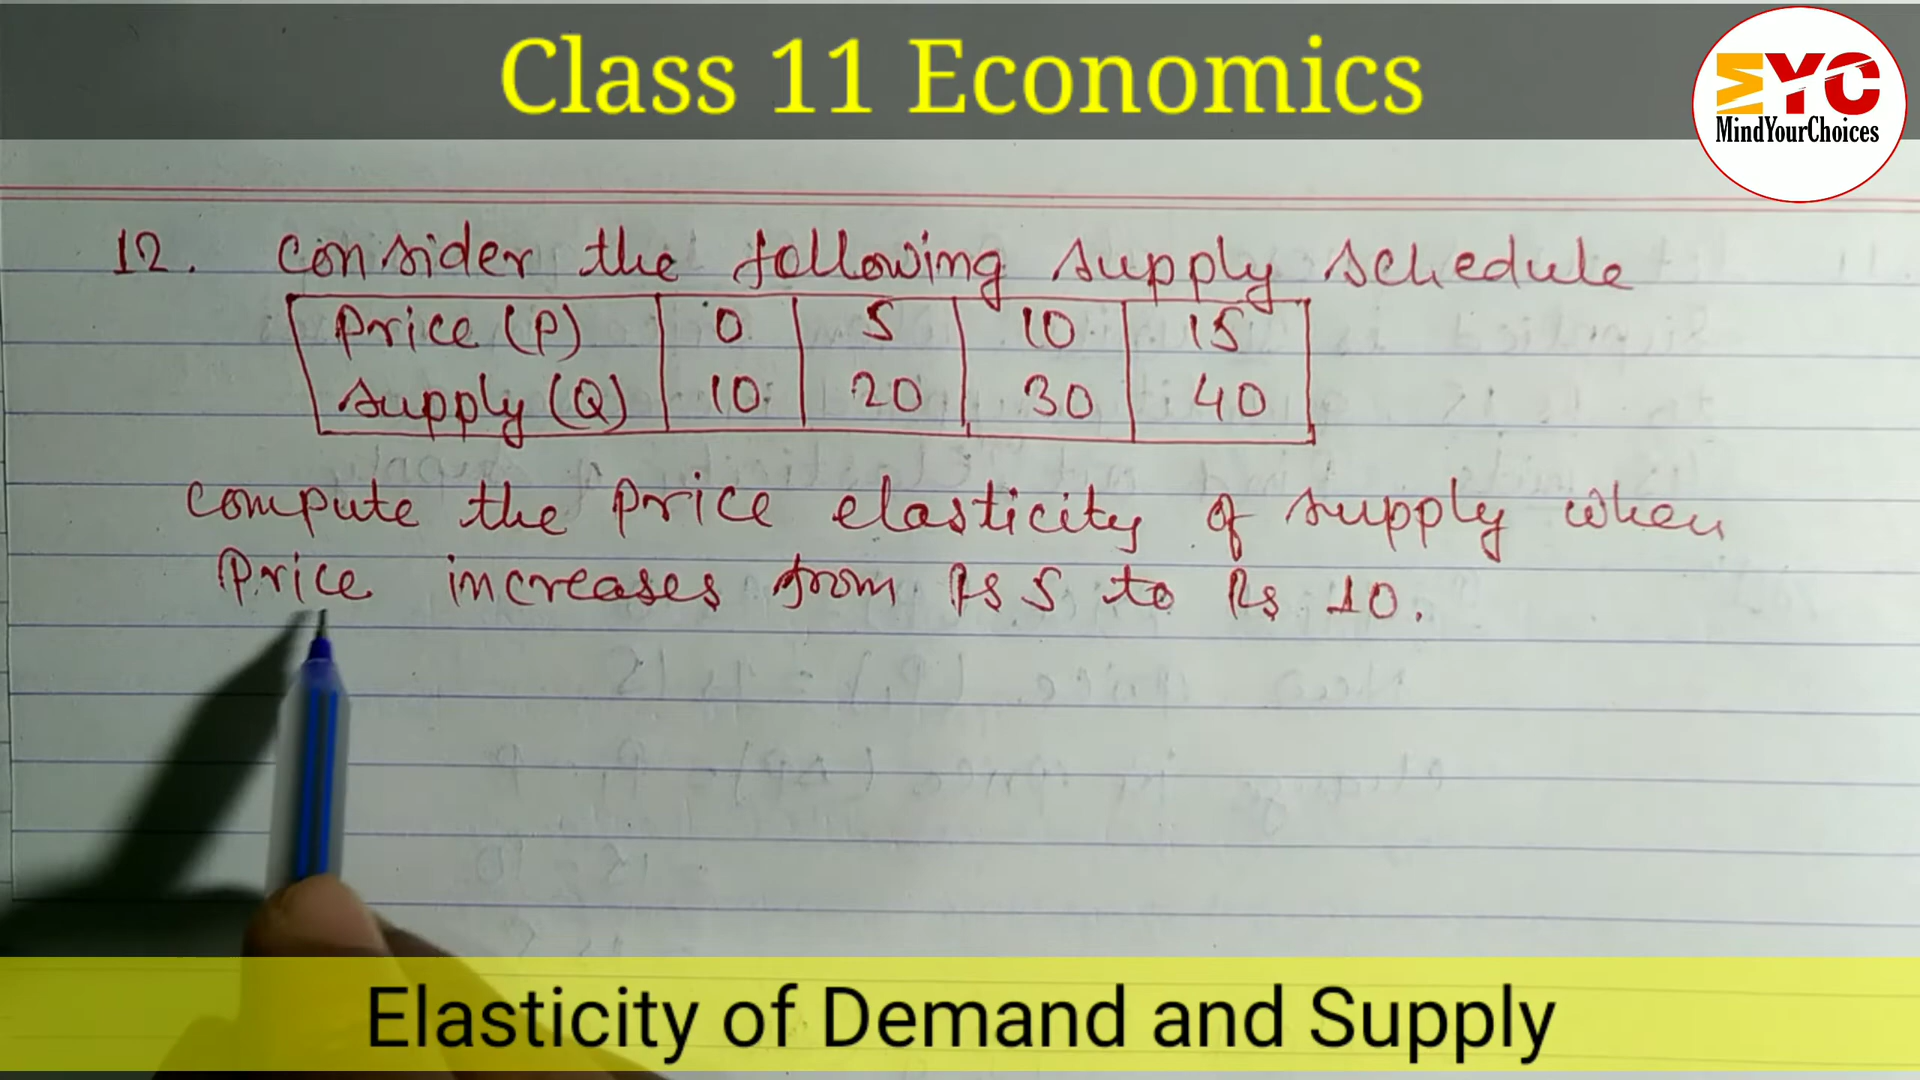 Class 11 Economics
MYC
MindYourChoices
12. Consider the following supply schedule
Price (P) 0 5 10 15
Supply (Q) 10 20 30 40
Compute the price elasticity of supply when
Price increases from Rs 5 to Rs 10.
Elasticity of Demand and Supply